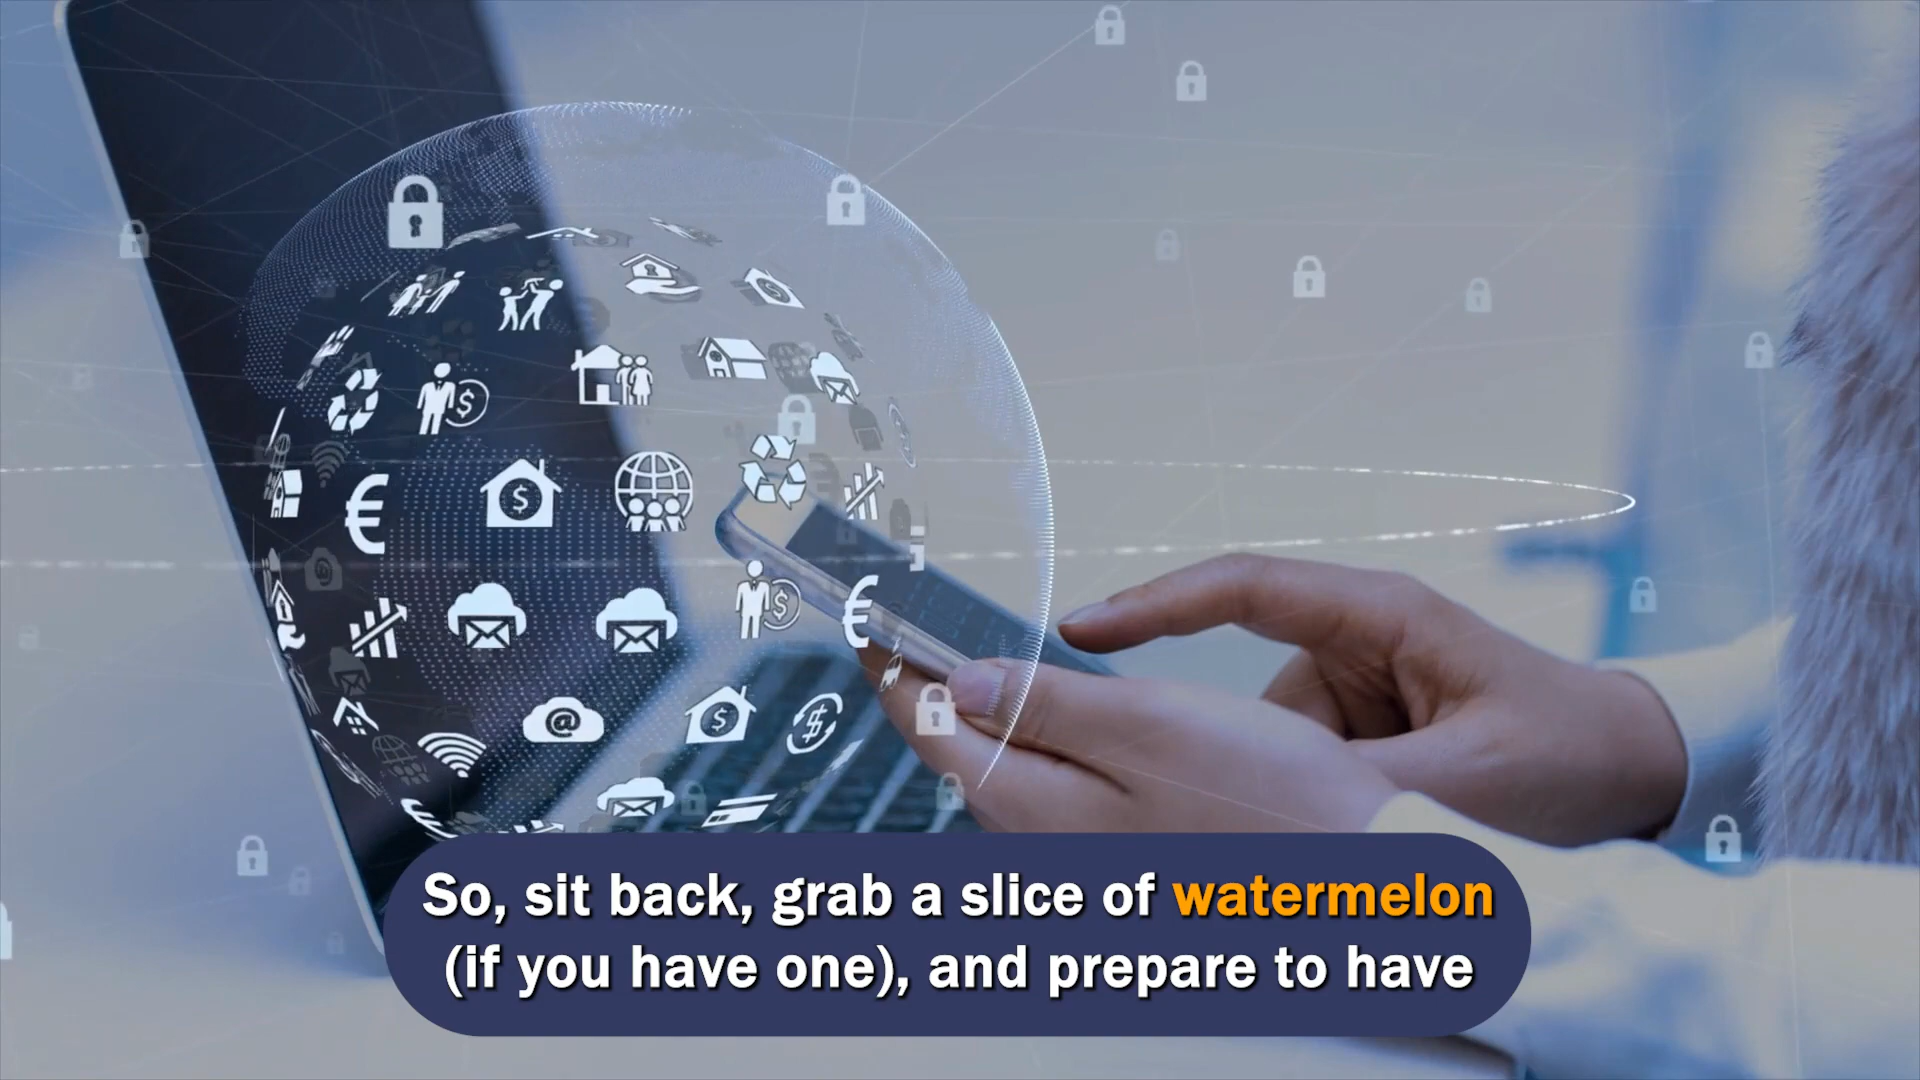 So, sit back, grab a slice of watermelon
(if you have one), and prepare to have